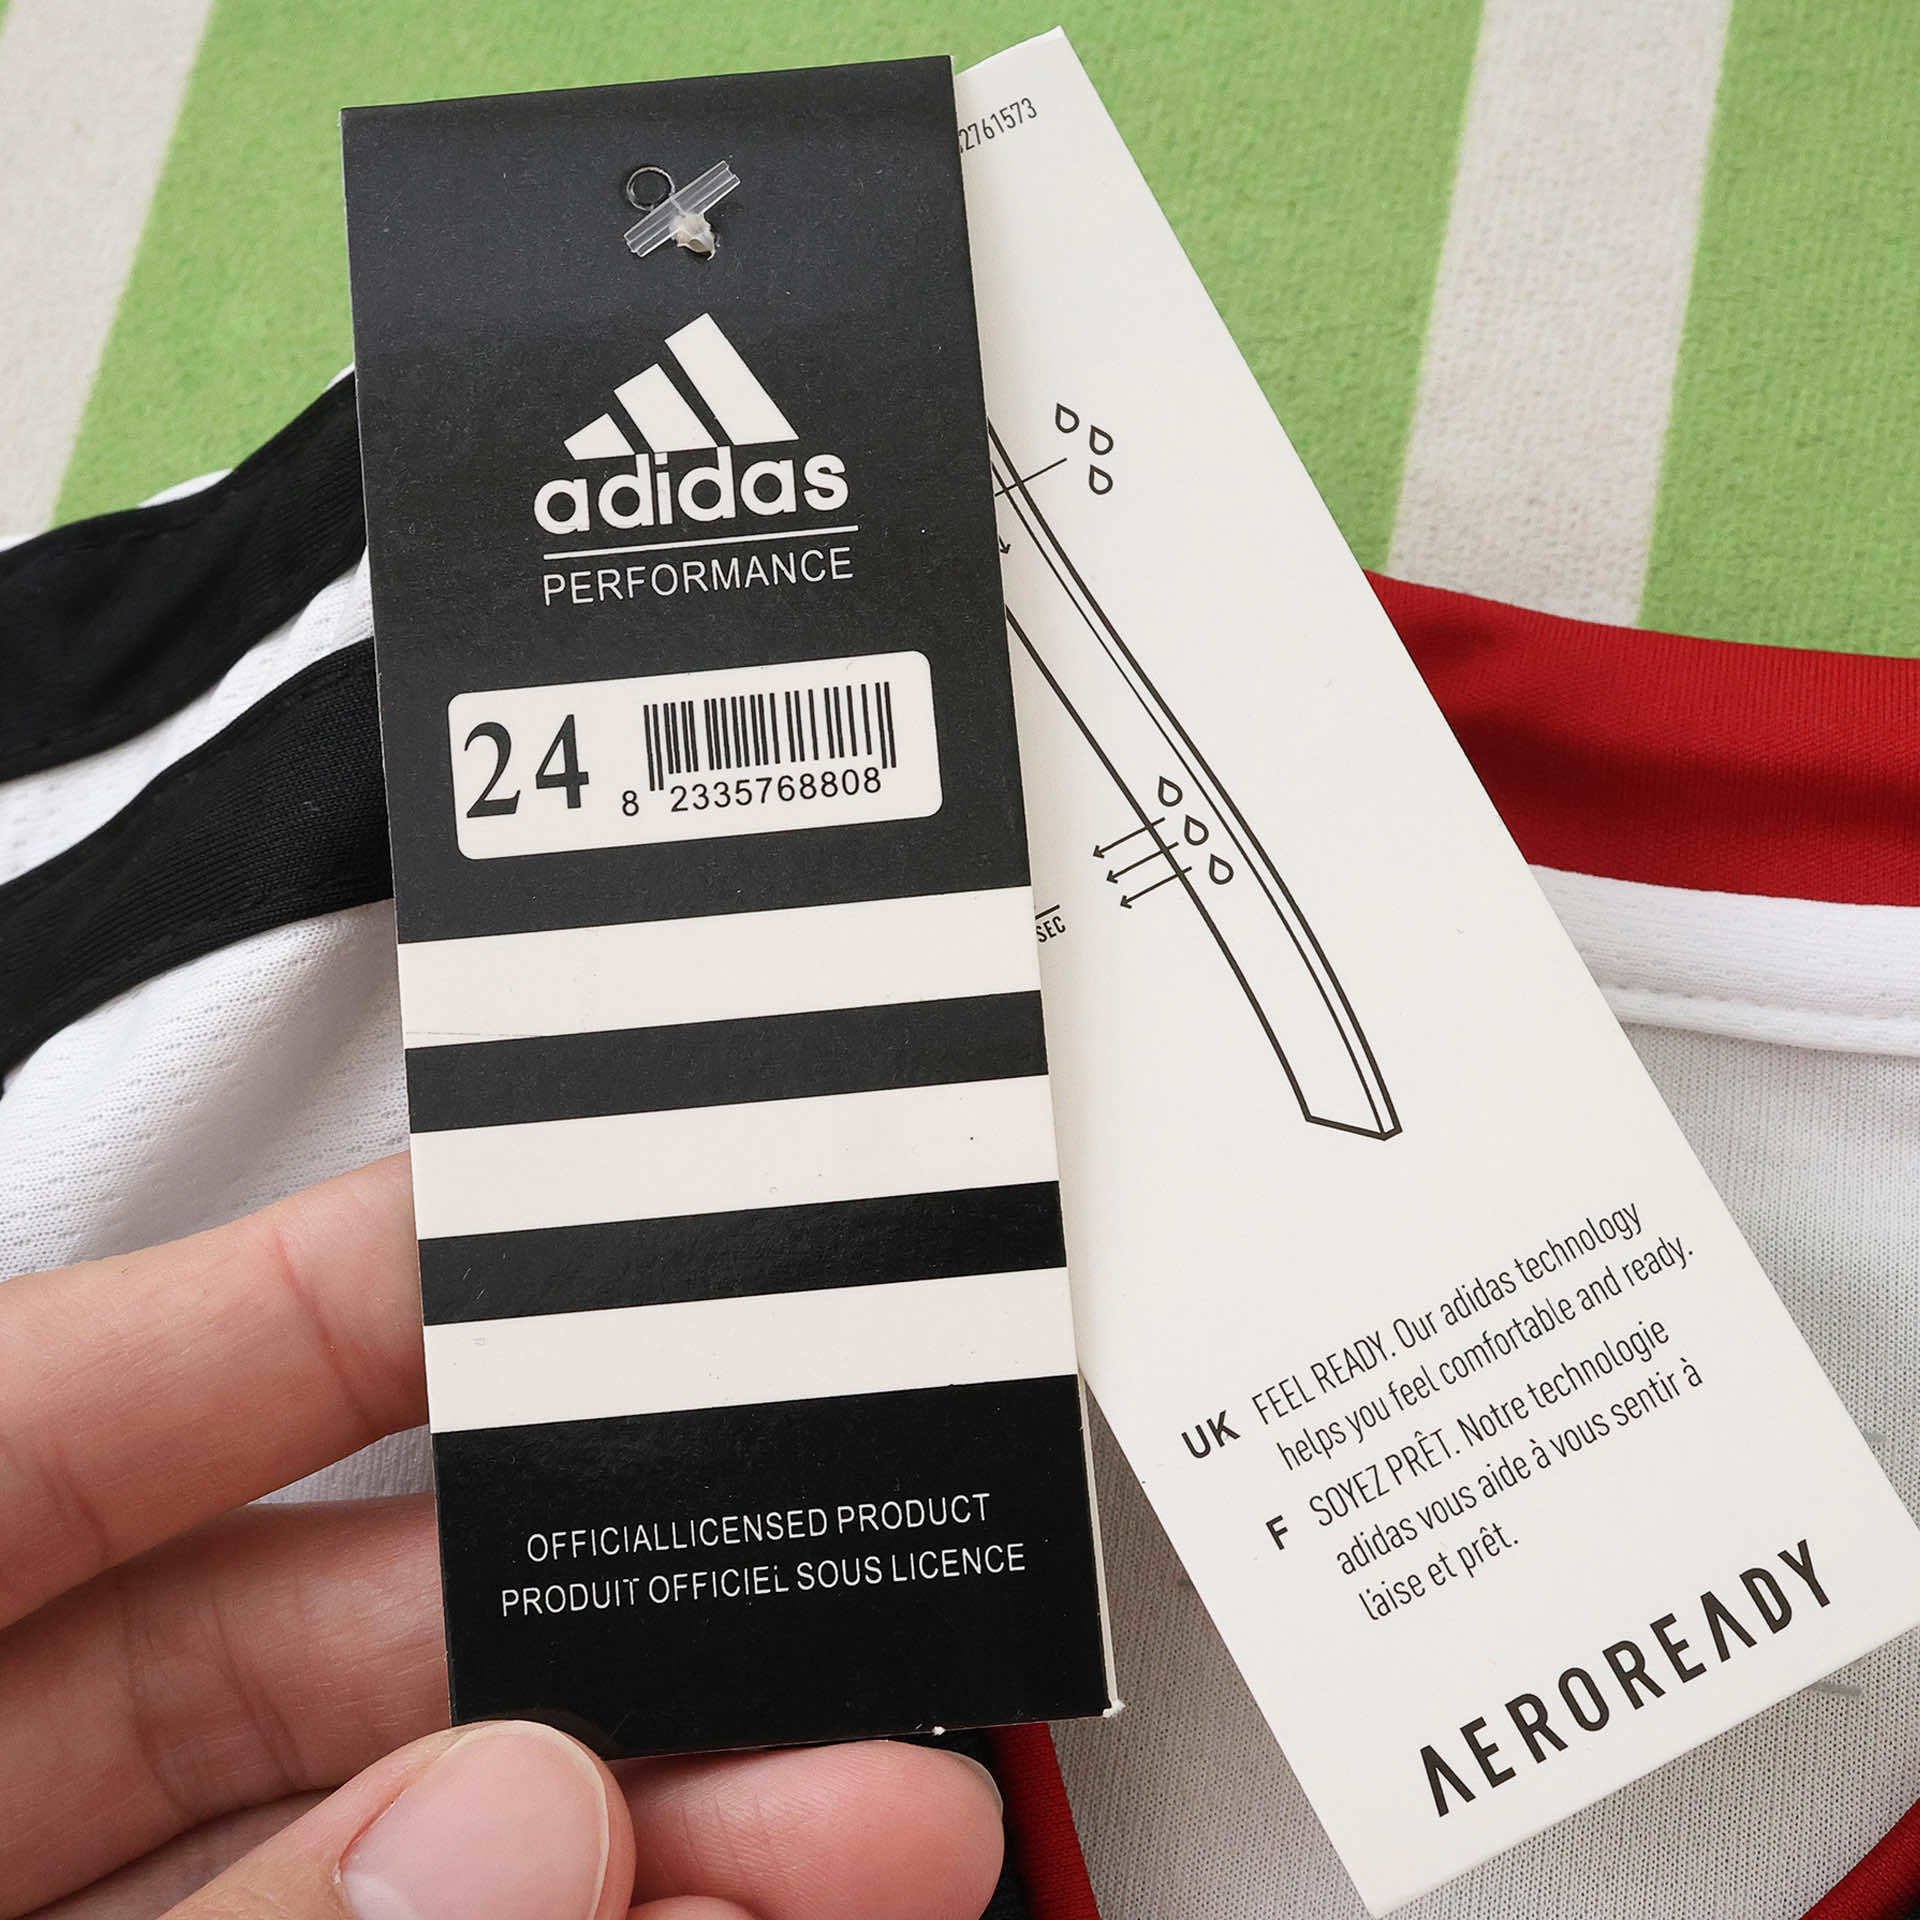 adidas
PERFORMANCE
24
8 2335768808
OFFICIALLICENSED PRODUCT
PRODUIT OFFICIEL SOUS LICENCE
2761573
SEC
UK FEEL READY. Our adidas technology
helps you feel comfortable and ready.
F SOYEZ PRÊT. Notre technologie
adidas vous aide à vous sentir à
l'aise et prêt.
AEROREADY